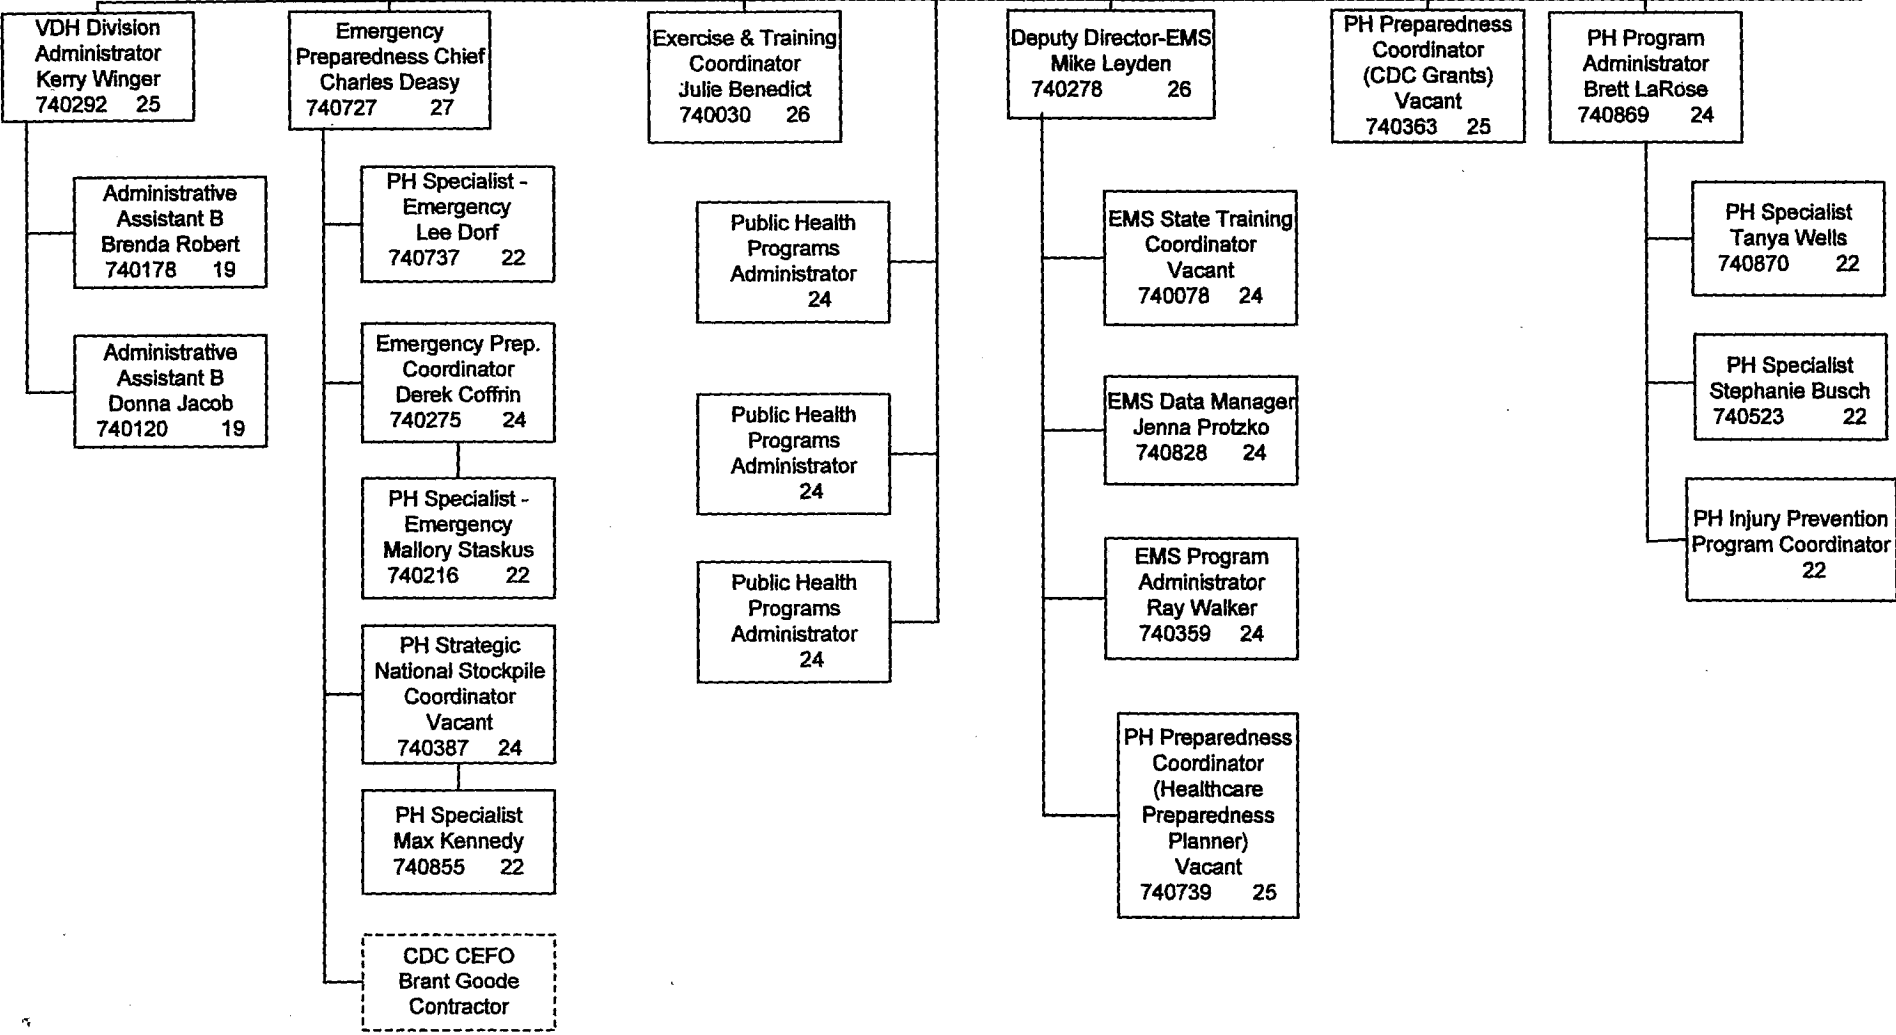 VDH Division
Administrator
Kerry Winger
740292 25
Administrative
Assistant B
Brenda Robert
740178 19
Administrative
Assistant B
Donna Jacob
740120 19
Emergency
Preparedness Chief
Charles Deasy
740727 27
PH Specialist -
Emergency
Lee Dorf
740737 22
Emergency Prep.
Coordinator
Derek Coffrin
740275 24
PH Specialist -
Emergency
Mallory Staskus
740216 22
PH Strategic
National Stockpile
Coordinator
Vacant
740387 24
PH Specialist
Max Kennedy
740855 22
CDC CEFO
Brant Goode
Contractor
Exercise & Training
Coordinator
Julie Benedict
740030 26
Public Health
Programs
Administrator
24
Public Health
Programs
Administrator
24
Public Health
Programs
Administrator
24
Deputy Director-EMS
Mike Leyden
740278 26
EMS State Training
Coordinator
Vacant
740078 24
EMS Data Manager
Jenna Protzko
740828 24
EMS Program
Administrator
Ray Walker
740359 24
PH Preparedness
Coordinator
(Healthcare
Preparedness
Planner)
Vacant
740739 25
PH Preparedness
Coordinator
(CDC Grants)
Vacant
740363 25
PH Program
Administrator
Brett LaRose
740869 24
PH Specialist
Tanya Wells
740870 22
PH Specialist
Stephanie Busch
740523 22
PH Injury Prevention
Program Coordinator
22